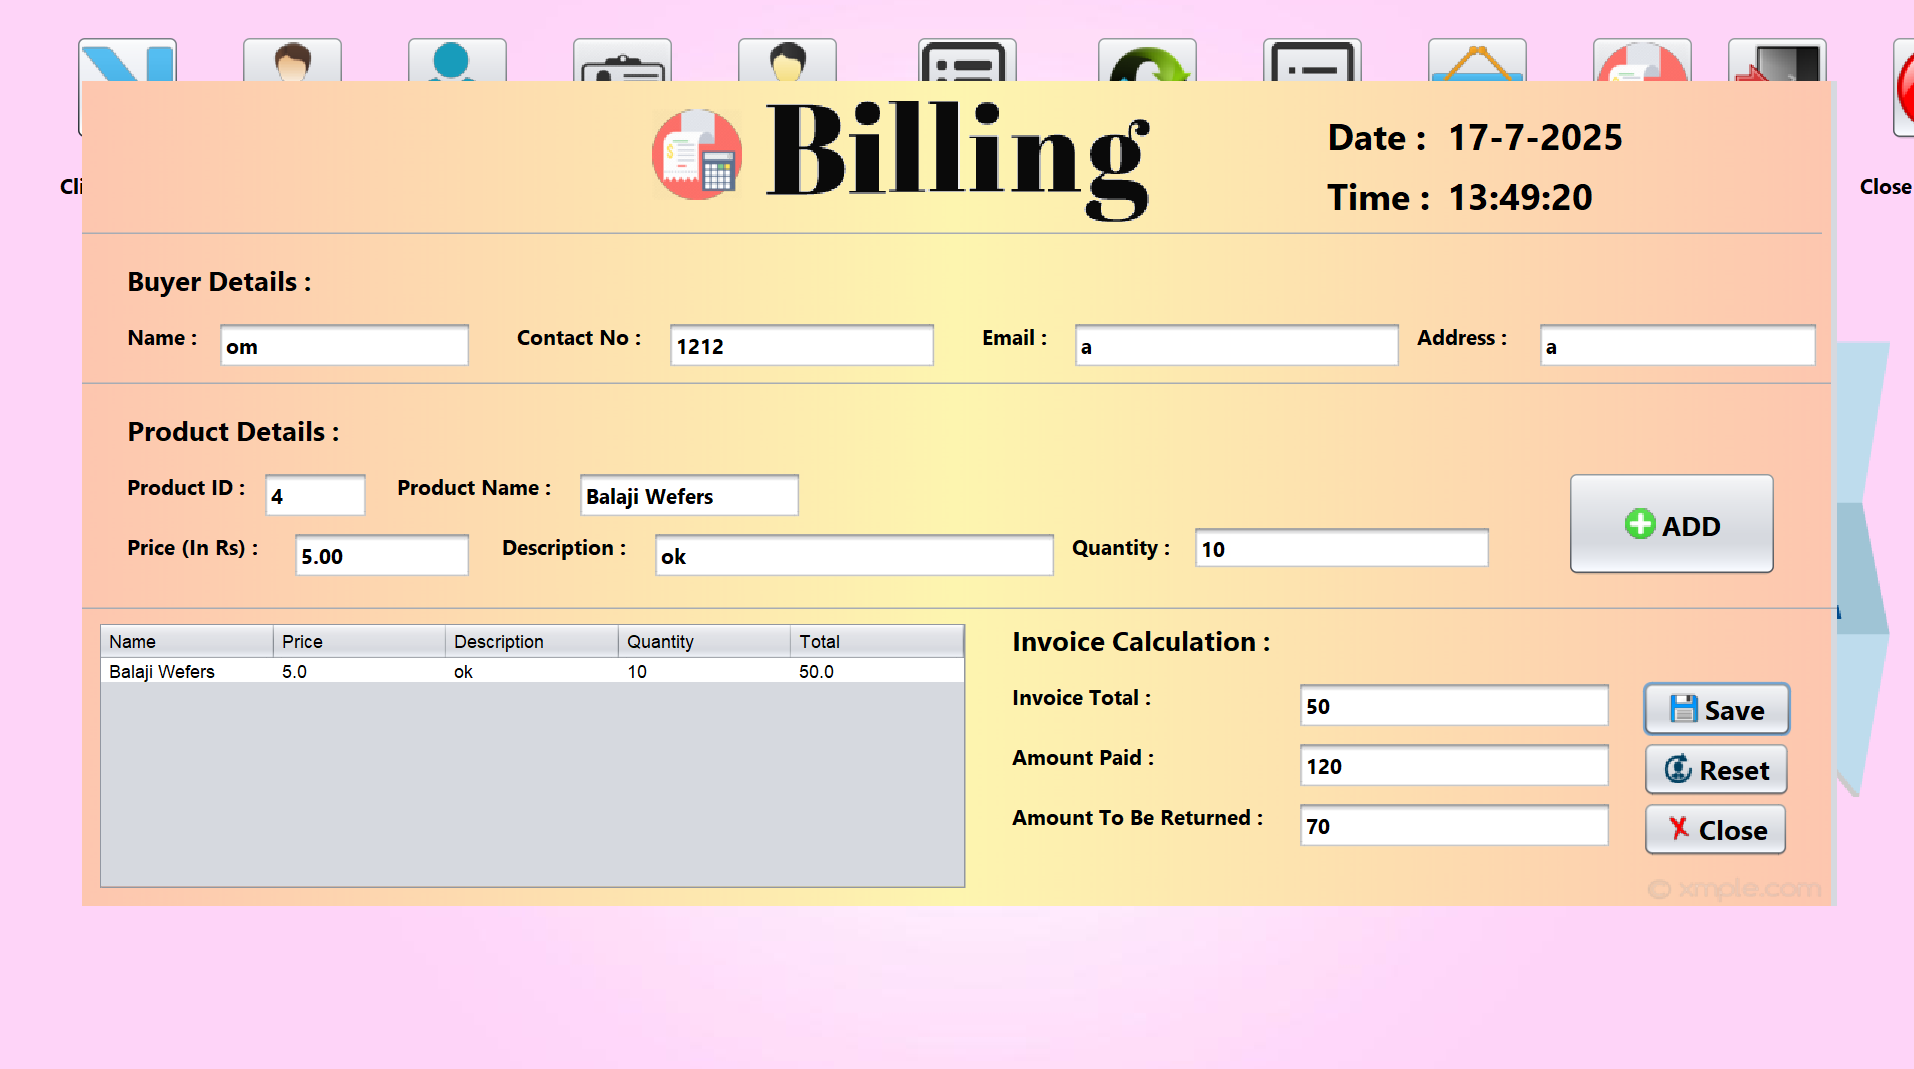 Billing
Date : 17-7-2025
Time : 13:49:20
Cli
Close
Buyer Details :
Name : om Contact No : 1212 Email : a Address : a
Product Details :
Product ID : 4 Product Name : Balaji Wefers
ADD
Price (In Rs) : 5.00 Description : ok Quantity : 10
Name Price Description Quantity Total
Balaji Wefers 5.0 ok 10 50.0
Invoice Calculation :
Invoice Total : 50 Save
Amount Paid : 120 Reset
Amount To Be Returned : 70 Close
© xmple.com